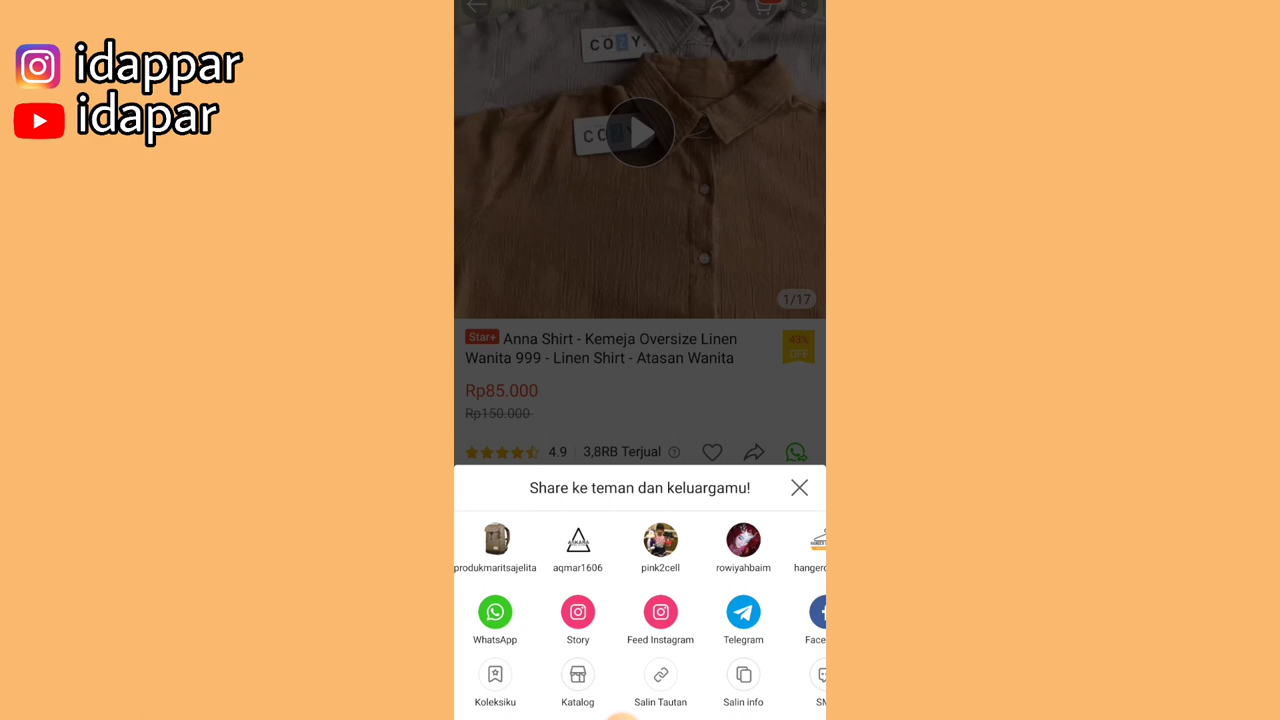 idappar
idapar
COZY.
COZY
1/17
Star+ Anna Shirt - Kemeja Oversize Linen
Wanita 999 - Linen Shirt - Atasan Wanita
43%
OFF
Rp85.000
Rp150.000
4.9
3,8RB Terjual
Share ke teman dan keluargamu!
produkmaritsajelita
aqmar1606
pink2cell
rowiyahbaim
WhatsApp
Story
Feed Instagram
Telegram
Koleksiku
Katalog
Salin Tautan
Salin info